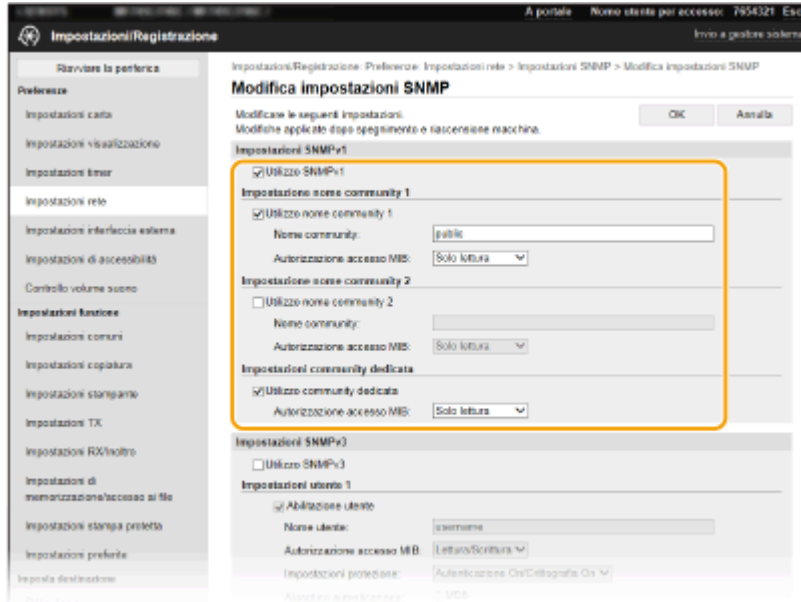 A portale Nome utente per accesso: 7654321 Esc
Impostazioni/Registrazione
Invio a gestore sistema
Riavviare la periferica
Preferenze
Impostazioni carta
Impostazioni visualizzazione
Impostazioni timer
Impostazioni rete
Impostazioni interfaccia esterna
Impostazioni di accessibilità
Controllo volume suono
Impostazioni funzione
Impostazioni comuni
Impostazioni copiatura
Impostazioni stampante
Impostazioni TX
Impostazioni RX/Inoltro
Impostazioni di
memorizzazione/accesso ai file
Impostazioni stampa protetta
Impostazioni preferite
Imposta destinazione
Impostazioni/Registrazione: Preferenze: Impostazioni rete > Impostazioni SNMP > Modifica impostazioni SNMP
Modifica impostazioni SNMP
Modificare le seguenti impostazioni.
Modifiche applicate dopo spegnimento e riascensione macchina.
OK Annulla
Impostazioni SNMPv1
Utilizzo SNMPv1
Impostazione nome community 1
Utilizzo nome community 1
Nome community: public
Autorizzazione accesso MIB: Solo lettura
Impostazione nome community 2
Utilizzo nome community 2
Nome community:
Autorizzazione accesso MIB: Solo lettura
Impostazioni community dedicata
Utilizzo community dedicata
Autorizzazione accesso MIB: Solo lettura
Impostazioni SNMPv3
Utilizzo SNMPv3
Impostazioni utente 1
Abilitazione utente
Nome utente: username
Autorizzazione accesso MIB: Lettura/Scrittura
Impostazioni protezione: Autenticazione On/Crittografia On